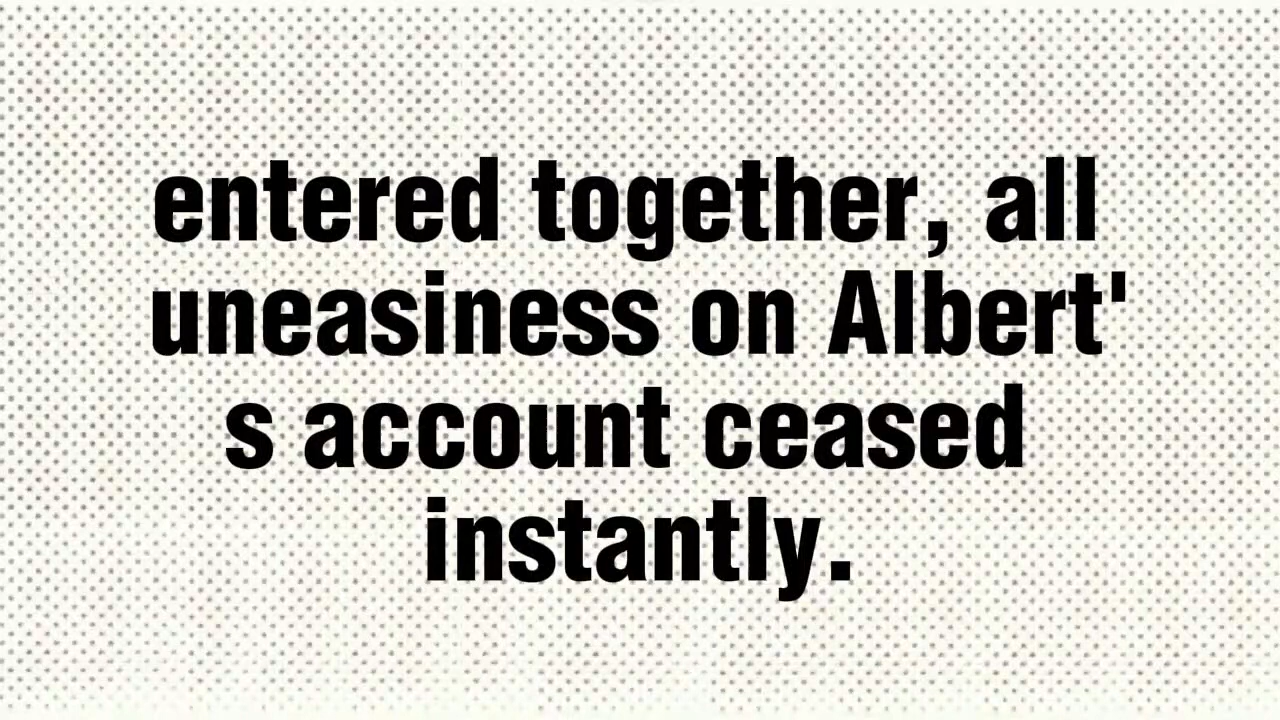 entered together, all
uneasiness on Albert'
s account ceased
instantly.